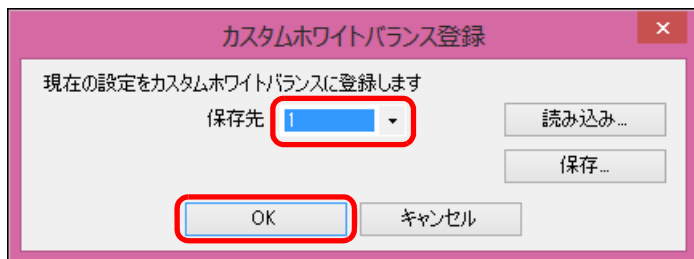 カスタムホワイトバランス登録
現在の設定をカスタムホワイトバランスに登録します
保存先 1 読み込み...
保存...
OK キャンセル